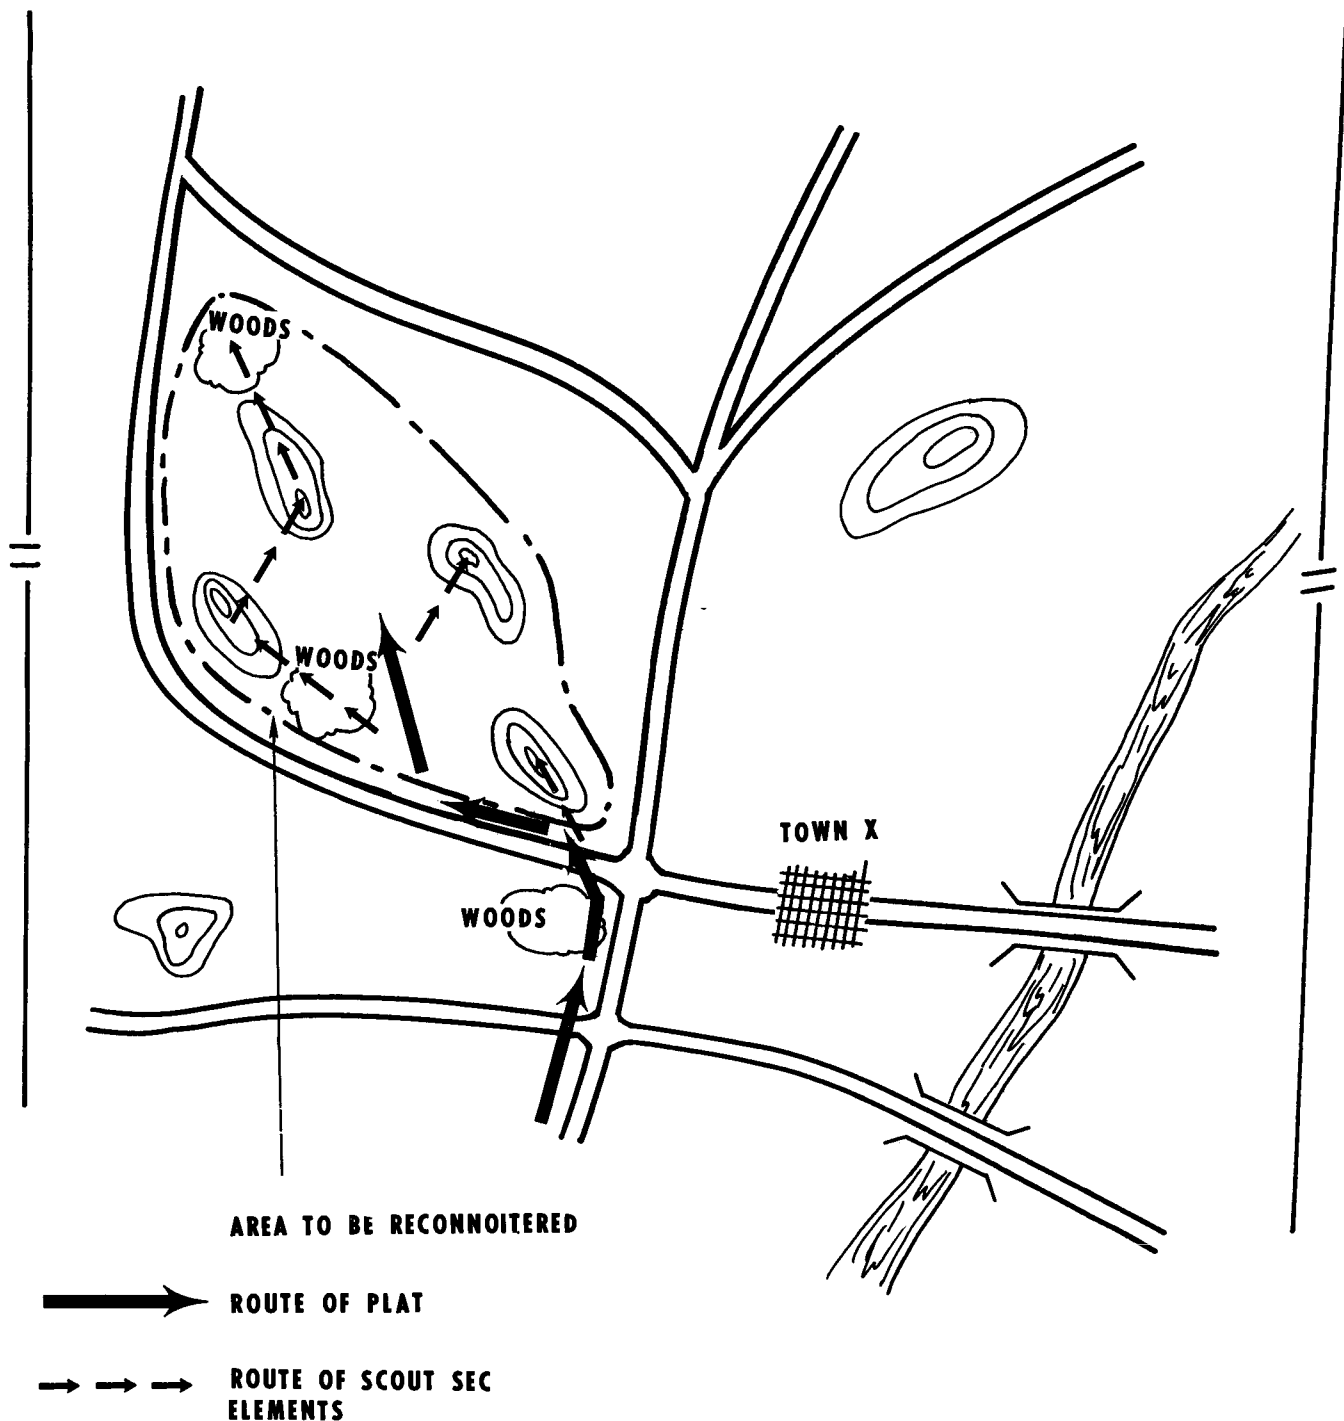 WOODS
WOODS
TOWN X
WOODS
AREA TO BE RECONNOITERED
ROUTE OF PLAT
ROUTE OF SCOUT SEC
ELEMENTS